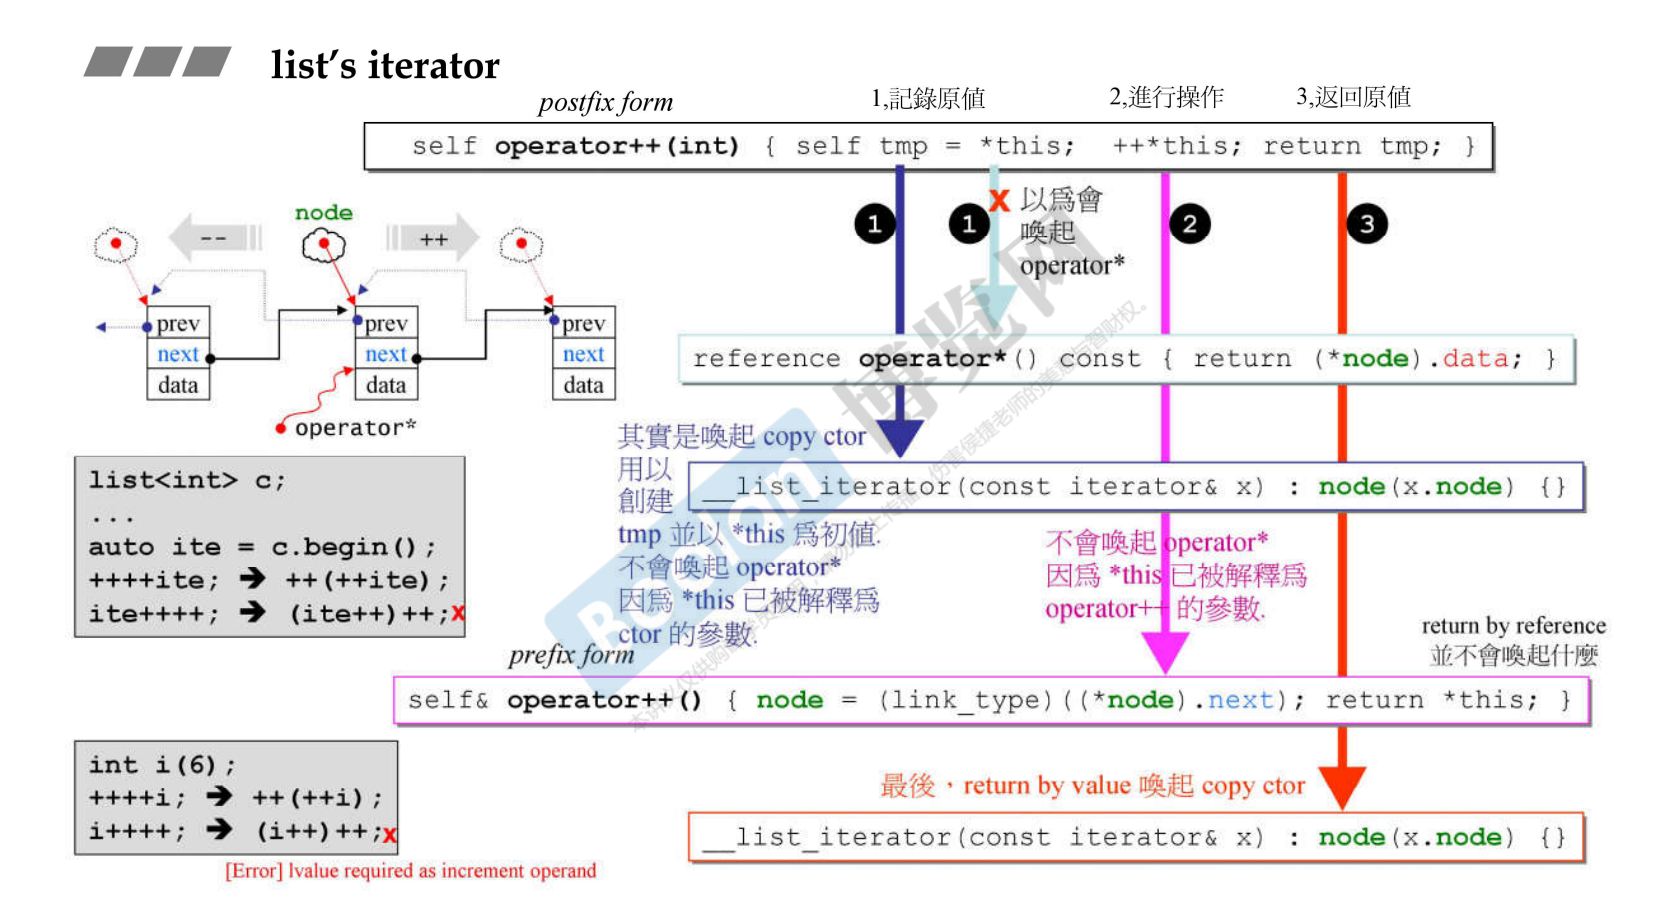 list's iterator
postfix form
1,記錄原値
2,進行操作
3,返回原値
self operator++(int) { self tmp = *this; ++*this; return tmp; }
1
1
x
以爲會
喚起
operator*
2
3
node
--
++
prev
next
data
prev
next
data
prev
next
data
operator*
reference operator*() const { return (*node).data; }
其實是喚起 copy ctor
用以
創建
tmp 並以 *this 爲初値.
不會喚起 operator*
因爲 *this 已被解釋爲
ctor 的參數.
__list_iterator(const iterator& x) : node(x.node) {}
不會喚起 operator*
因爲 *this 已被解釋爲
operator++ 的參數.
list<int> c;
...
auto ite = c.begin();
++++ite; ➔ ++(++ite);
ite++++; ➔ (ite++)++;x
return by reference
並不會喚起什麼
prefix form
self& operator++() { node = (link_type)((*node).next); return *this; }
int i(6);
++++i; ➔ ++(++i);
i++++; ➔ (i++)++;x
[Error] lvalue required as increment operand
最後，return by value 喚起 copy ctor
__list_iterator(const iterator& x) : node(x.node) {}
Boolan
博览网